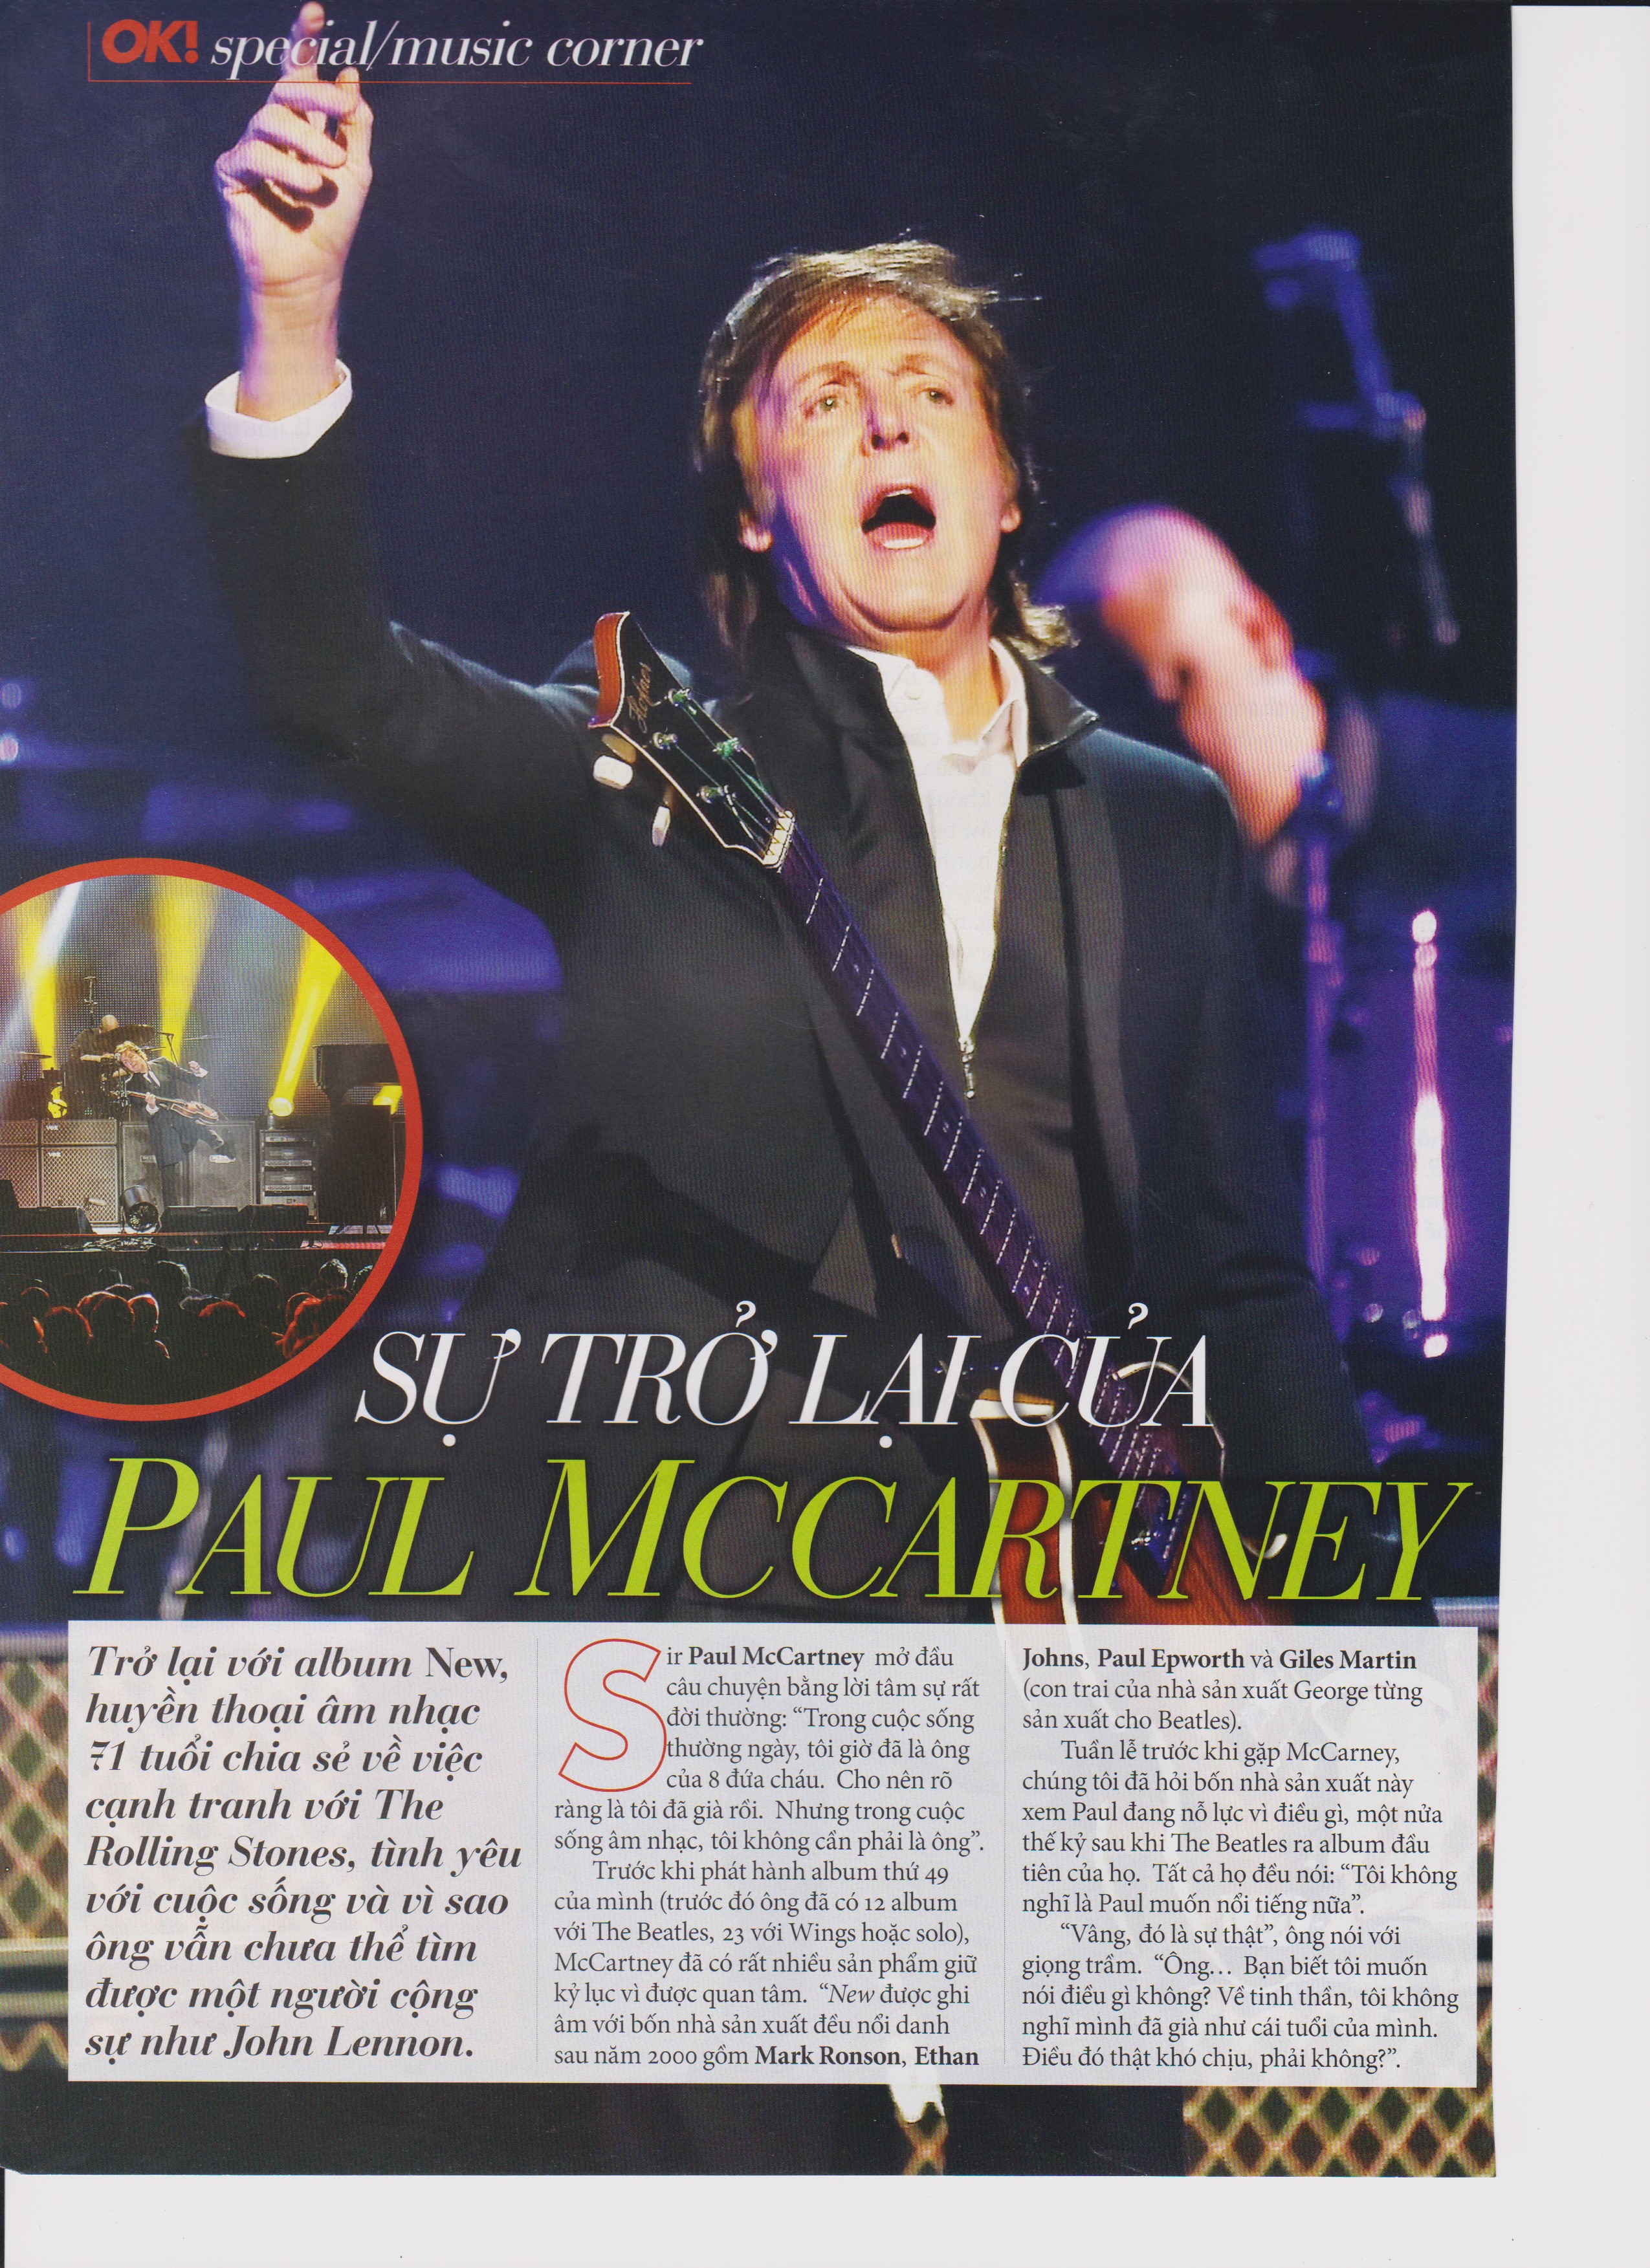 OK! special/music corner
Höfner
SỰ TRỞ LẠI CỦA
PAUL MCCARTNEY
Trở lại với album New,
huyền thoại âm nhạc
71 tuổi chia sẻ về việc
cạnh tranh với The
Rolling Stones, tình yêu
với cuộc sống và vì sao
ông vẫn chưa thể tìm
được một người cộng
sự như John Lennon.
Sir Paul McCartney mở đầu
câu chuyện bằng lời tâm sự rất
đời thường: “Trong cuộc sống
thường ngày, tôi giờ đã là ông
của 8 đứa cháu. Cho nên rõ
ràng là tôi đã già rồi. Nhưng trong cuộc
sống âm nhạc, tôi không cần phải là ông”.
Trước khi phát hành album thứ 49
của mình (trước đó ông đã có 12 album
với The Beatles, 23 với Wings hoặc solo),
McCartney đã có rất nhiều sản phẩm giữ
kỷ lục vì được quan tâm. “New được ghi
âm với bốn nhà sản xuất đều nổi danh
sau năm 2000 gồm Mark Ronson, Ethan
Johns, Paul Epworth và Giles Martin
(con trai của nhà sản xuất George từng
sản xuất cho Beatles).
Tuần lễ trước khi gặp McCarney,
chúng tôi đã hỏi bốn nhà sản xuất này
xem Paul đang nỗ lực vì điều gì, một nửa
thế kỷ sau khi The Beatles ra album đầu
tiên của họ. Tất cả họ đều nói: “Tôi không
nghĩ là Paul muốn nổi tiếng nữa”.
“Vâng, đó là sự thật”, ông nói với
giọng trầm. “Ông… Bạn biết tôi muốn
nói điều gì không? Về tinh thần, tôi không
nghĩ mình đã già như cái tuổi của mình.
Điều đó thật khó chịu, phải không?”.